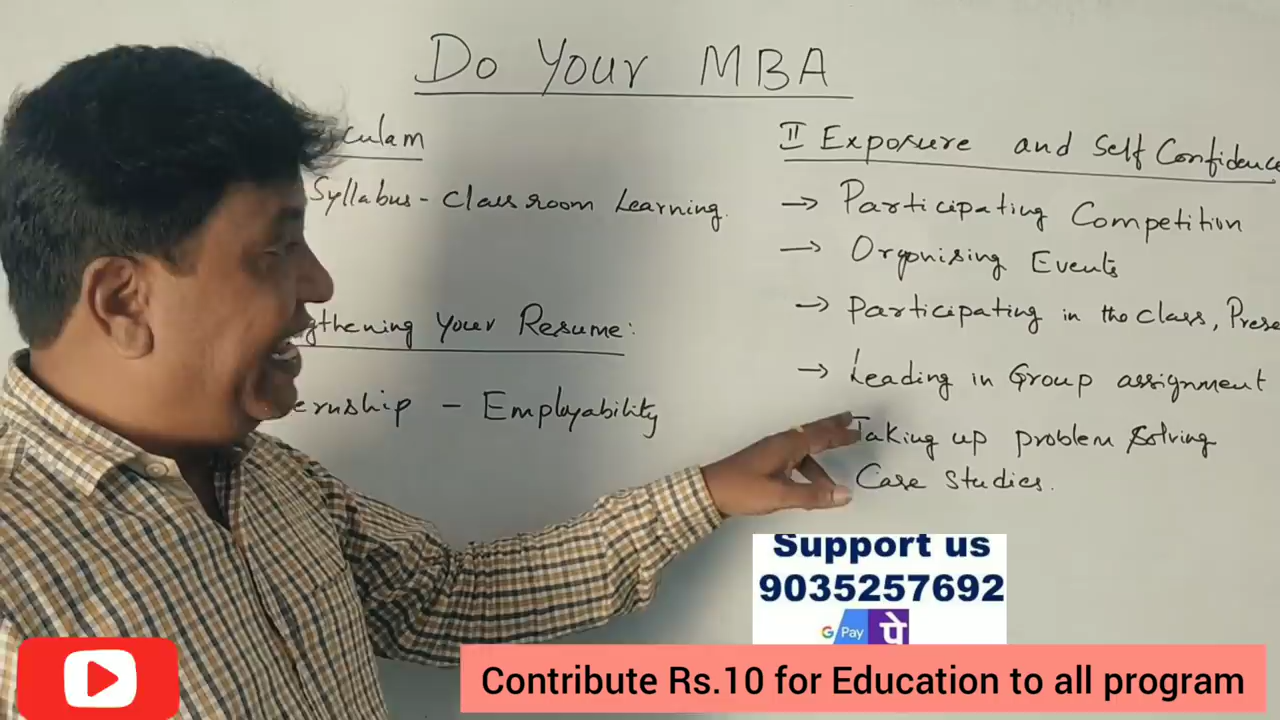 Do Your MBA
culam
Syllabus - Classroom Learning.
gthening Your Resume:
ernship - Employability
II Exposure and Self Confidence
→ Participating Competition
→ Organising Events
→ Participating in the class, Prese
→ Leading in Group assignment
Taking up problem Solving
Case Studies.
Support us
9035257692
G Pay पे
Contribute Rs.10 for Education to all program